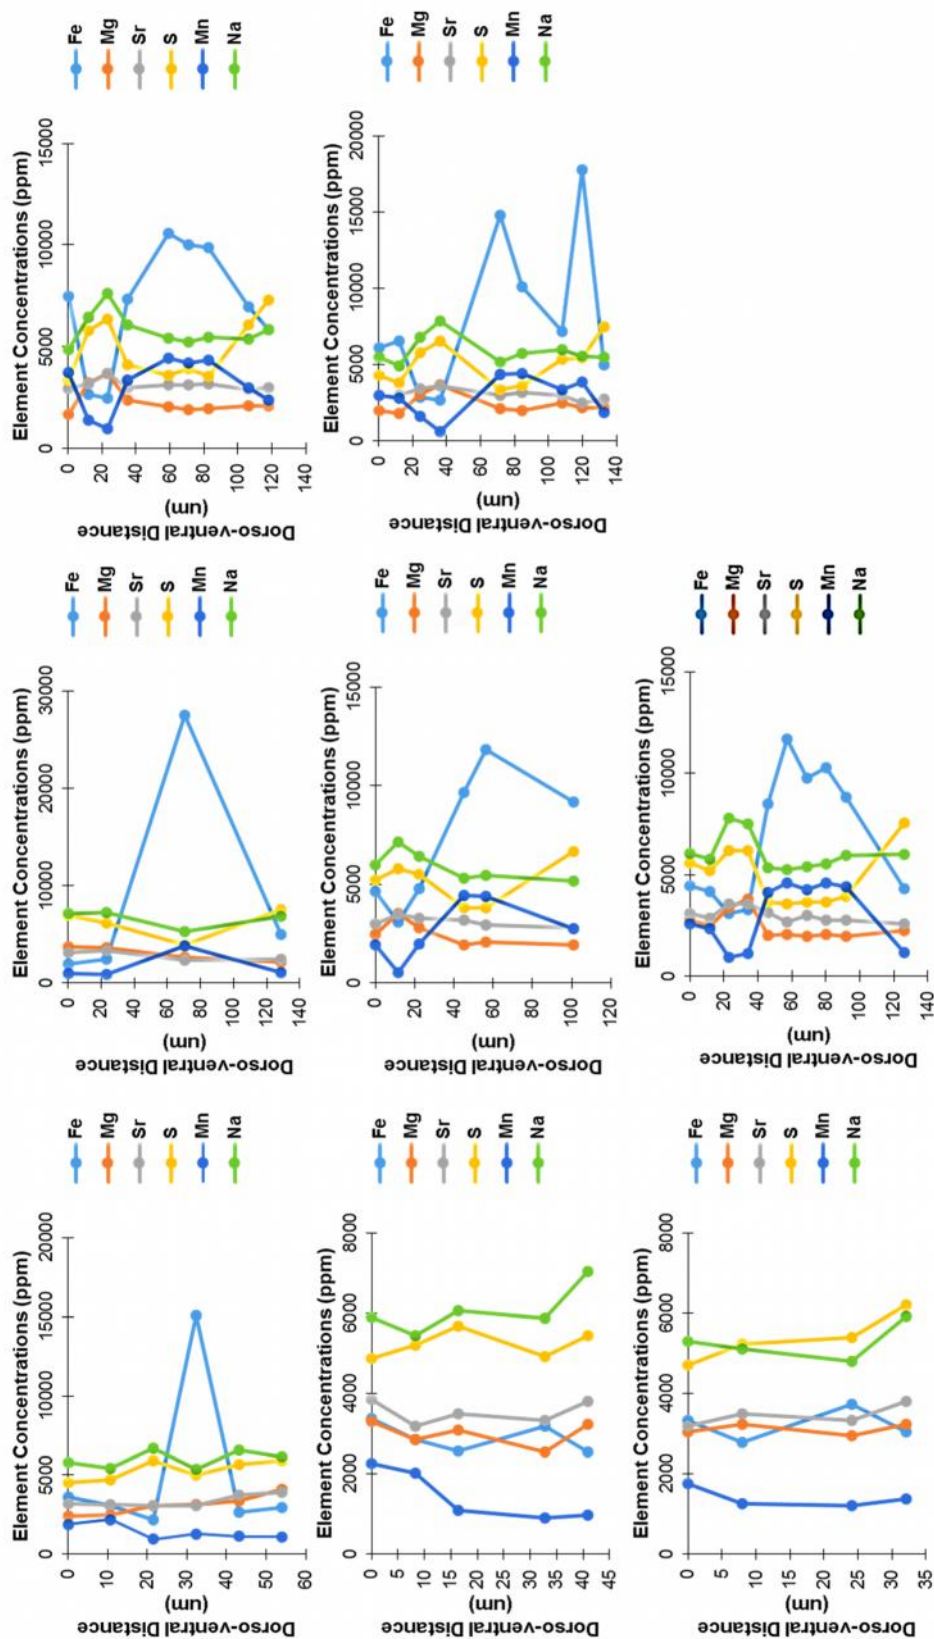 Fe
Mg
Sr
S
Mn
Na
Element Concentrations (ppm)
0 5000 10000 15000
0
20
40
60
80
100
120
140
Dorso-ventral Distance
(um)
Fe
Mg
Sr
S
Mn
Na
Element Concentrations (ppm)
0 5000 10000 15000 20000
0
20
40
60
80
100
120
140
Dorso-ventral Distance
(um)
Fe
Mg
Sr
S
Mn
Na
Element Concentrations (ppm)
0 10000 20000 30000
0
20
40
60
80
100
120
140
Dorso-ventral Distance
(um)
Fe
Mg
Sr
S
Mn
Na
Element Concentrations (ppm)
0 5000 10000 15000
0
20
40
60
80
100
120
Dorso-ventral Distance
(um)
Fe
Mg
Sr
S
Mn
Na
Element Concentrations (ppm)
0 5000 10000 15000
0
20
40
60
80
100
120
140
Dorso-ventral Distance
(um)
Fe
Mg
Sr
S
Mn
Na
Element Concentrations (ppm)
0 5000 10000 15000 20000
0
10
20
30
40
50
60
Dorso-ventral Distance
(um)
Fe
Mg
Sr
S
Mn
Na
Element Concentrations (ppm)
0 2000 4000 6000 8000
0
5
10
15
20
25
30
35
40
45
Dorso-ventral Distance
(um)
Fe
Mg
Sr
S
Mn
Na
Element Concentrations (ppm)
0 2000 4000 6000 8000
0
5
10
15
20
25
30
35
Dorso-ventral Distance
(um)